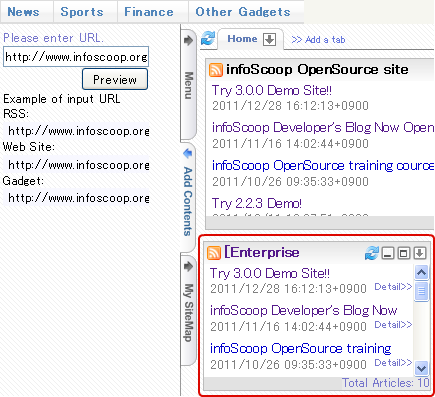 News Sports Finance Other Gadgets
Please enter URL.
http://www.infoscoop.org
Preview
Example of input URL
RSS:
http://www.infoscoop.org
Web Site:
http://www.infoscoop.org
Gadget:
http://www.infoscoop.org
Menu
Add Contents
My SiteMap
Home >> Add a tab
infoScoop OpenSource site
Try 3.0.0 Demo Site!!
2011/12/28 16:12:13+0900
infoScoop Developer's Blog Now Open
2011/11/16 14:02:44+0900
infoScoop OpenSource training cource
2011/10/26 09:35:33+0900
Try 2.2.3 Demo!
[Enterprise
Try 3.0.0 Demo Site!!
2011/12/28 16:12:13+0900 Detail>>
infoScoop Developer's Blog Now
2011/11/16 14:02:44+0900 Detail>>
infoScoop OpenSource training
2011/10/26 09:35:33+0900 Detail>>
Total Articles: 10